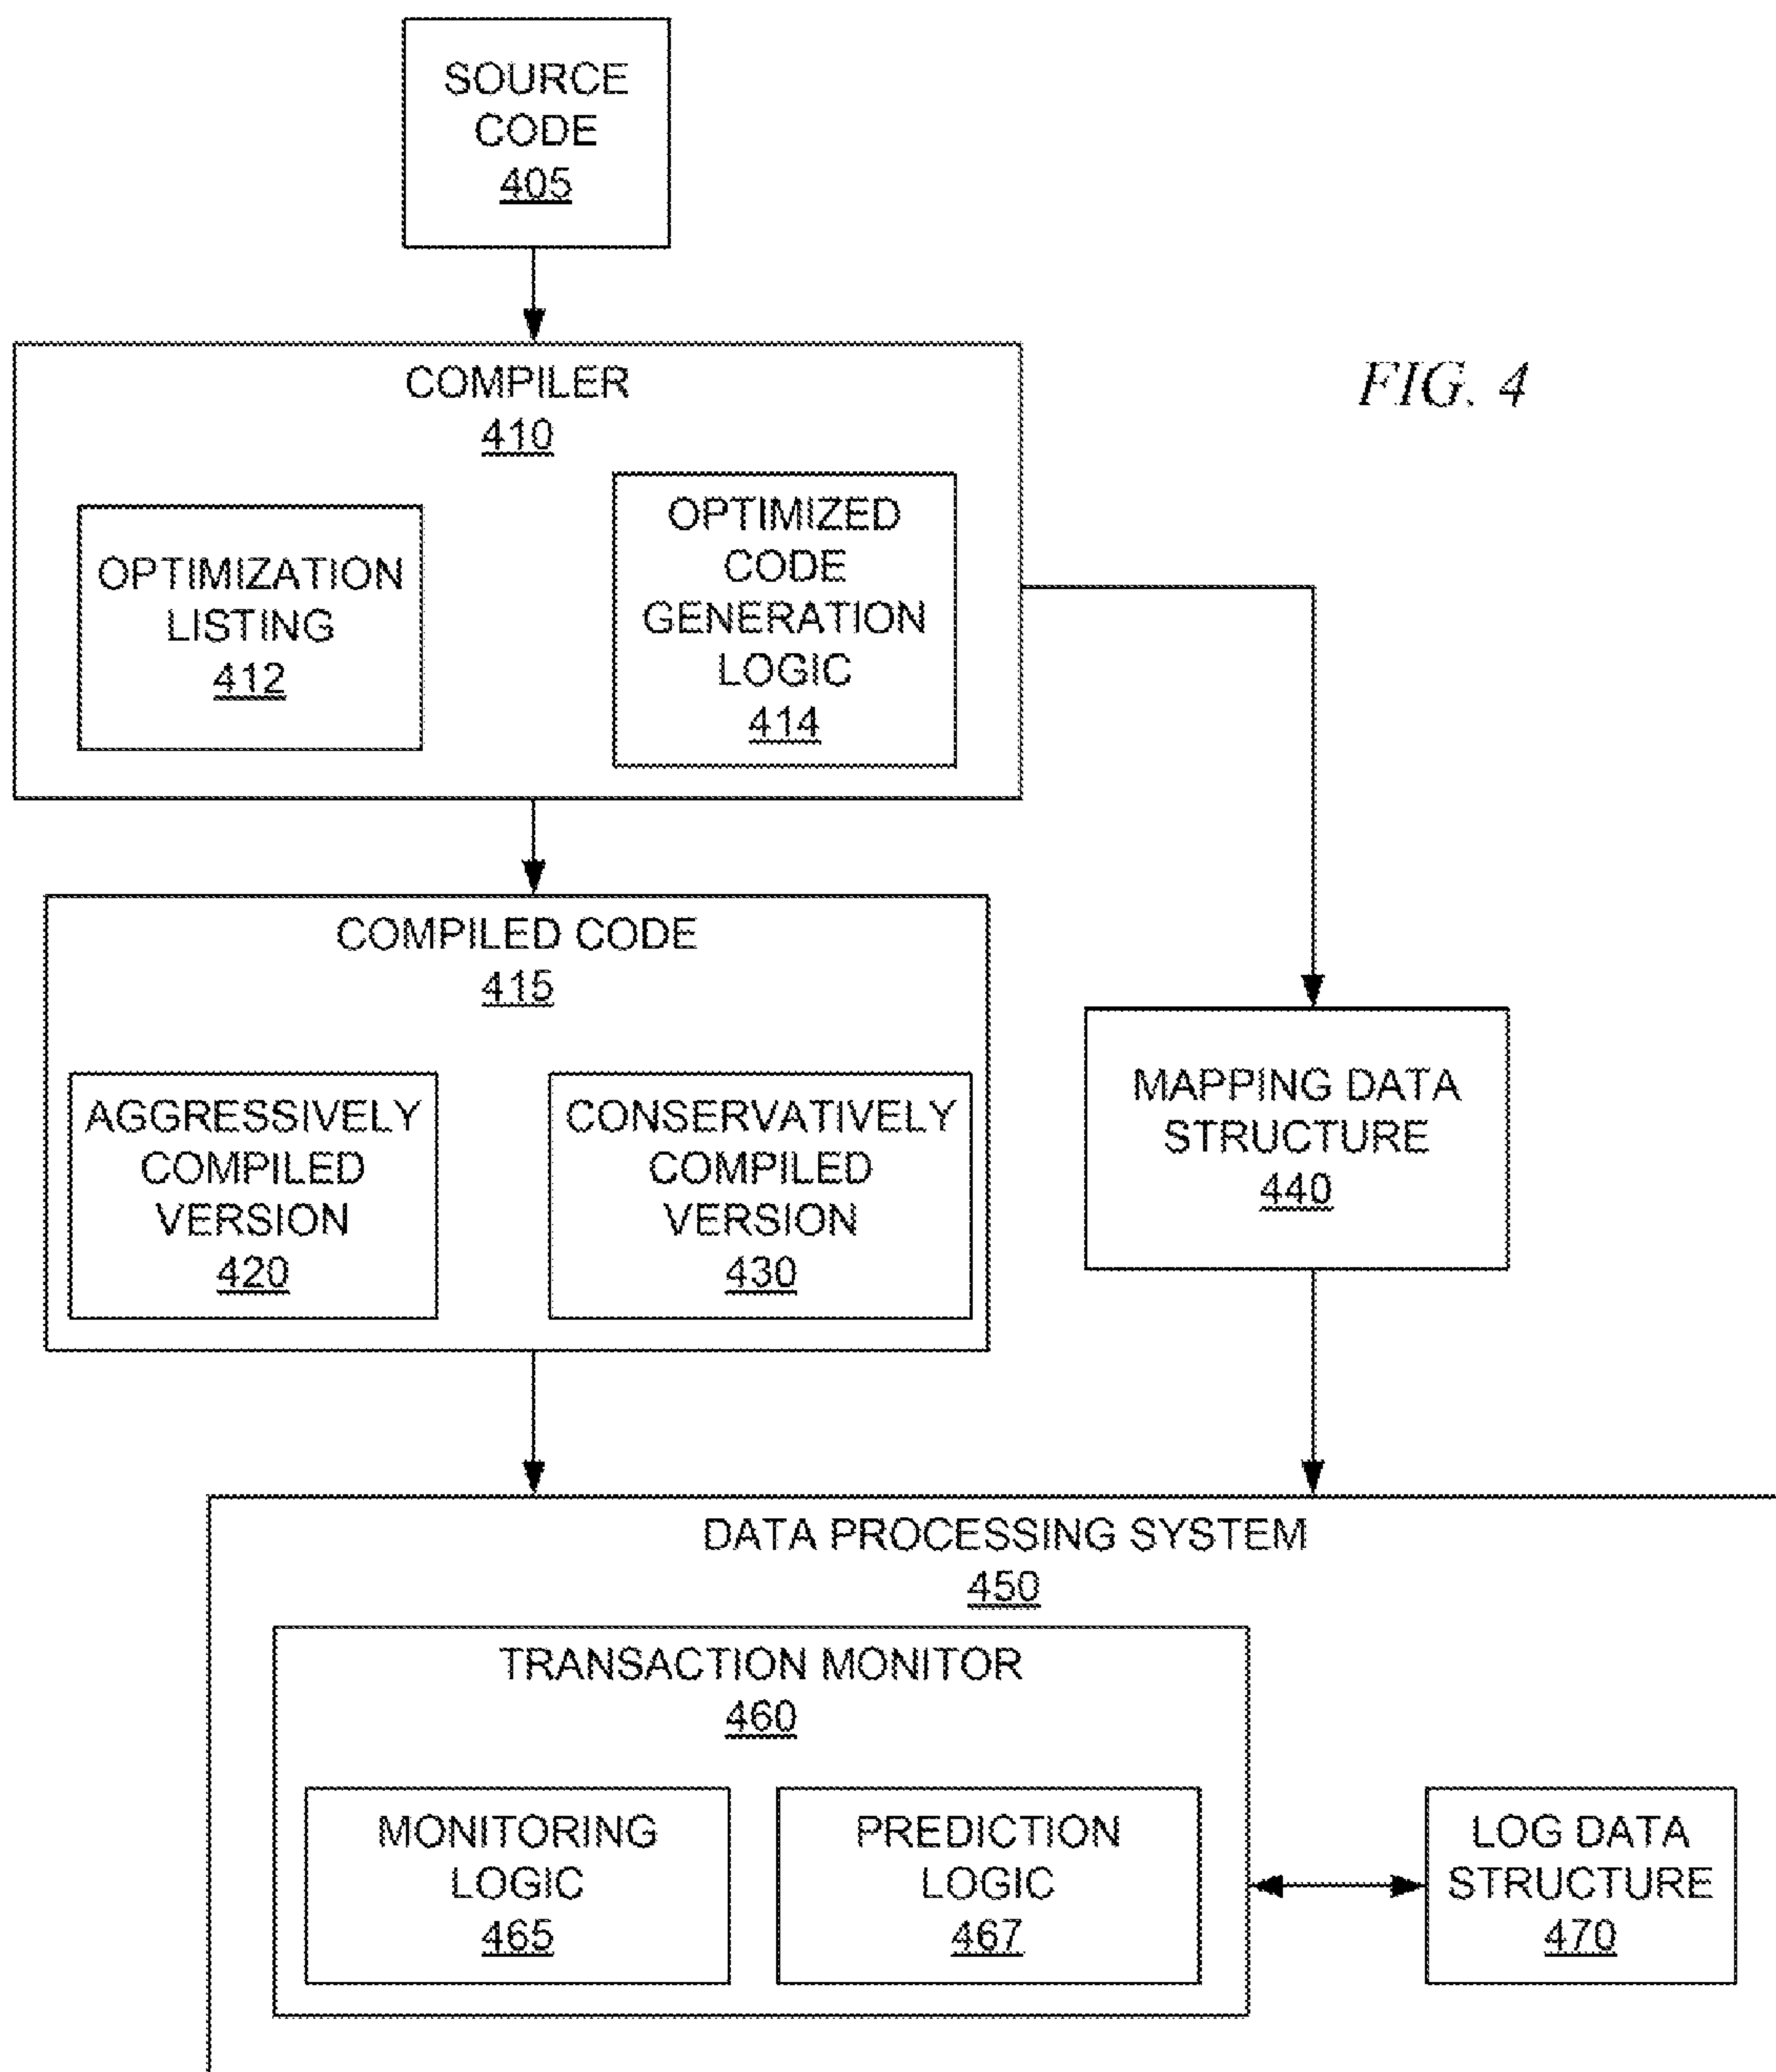 SOURCE
CODE
405
COMPILER
410
FIG. 4
OPTIMIZATION
LISTING
412
OPTIMIZED
CODE
GENERATION
LOGIC
414
COMPILED CODE
415
AGGRESSIVELY
COMPILED
VERSION
420
CONSERVATIVELY
COMPILED
VERSION
430
MAPPING DATA
STRUCTURE
440
DATA PROCESSING SYSTEM
450
TRANSACTION MONITOR
460
MONITORING
LOGIC
465
PREDICTION
LOGIC
467
LOG DATA
STRUCTURE
470